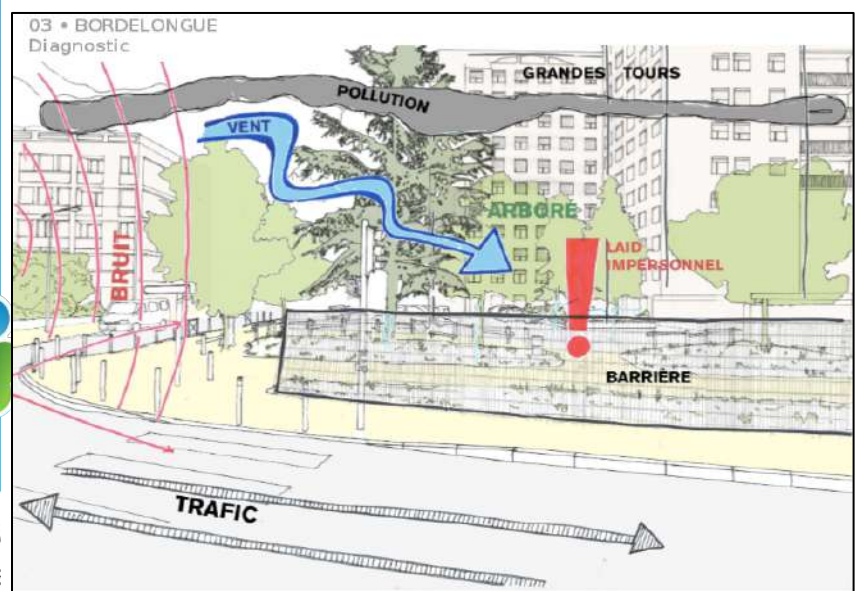 03 • BORDELONGUE
Diagnostic
GRANDES TOURS
POLLUTION
VENT
ARBORÉ
LAID
IMPERSONNEL
BRUIT
BARRIÈRE
TRAFIC